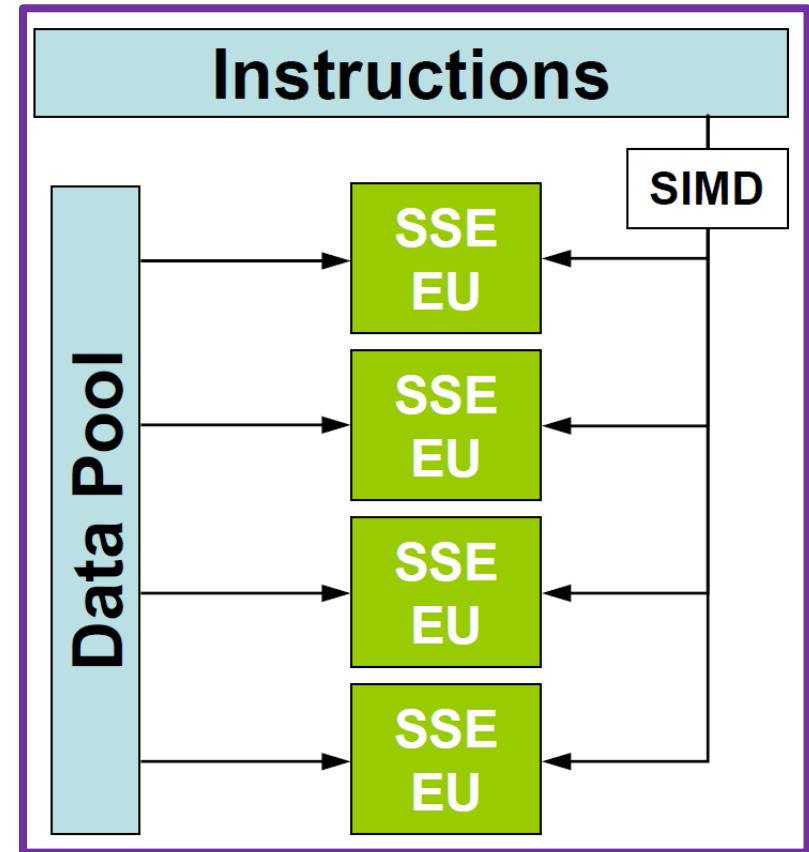 Instructions
SIMD
SSE
EU
SSE
EU
SSE
EU
SSE
EU
Data Pool